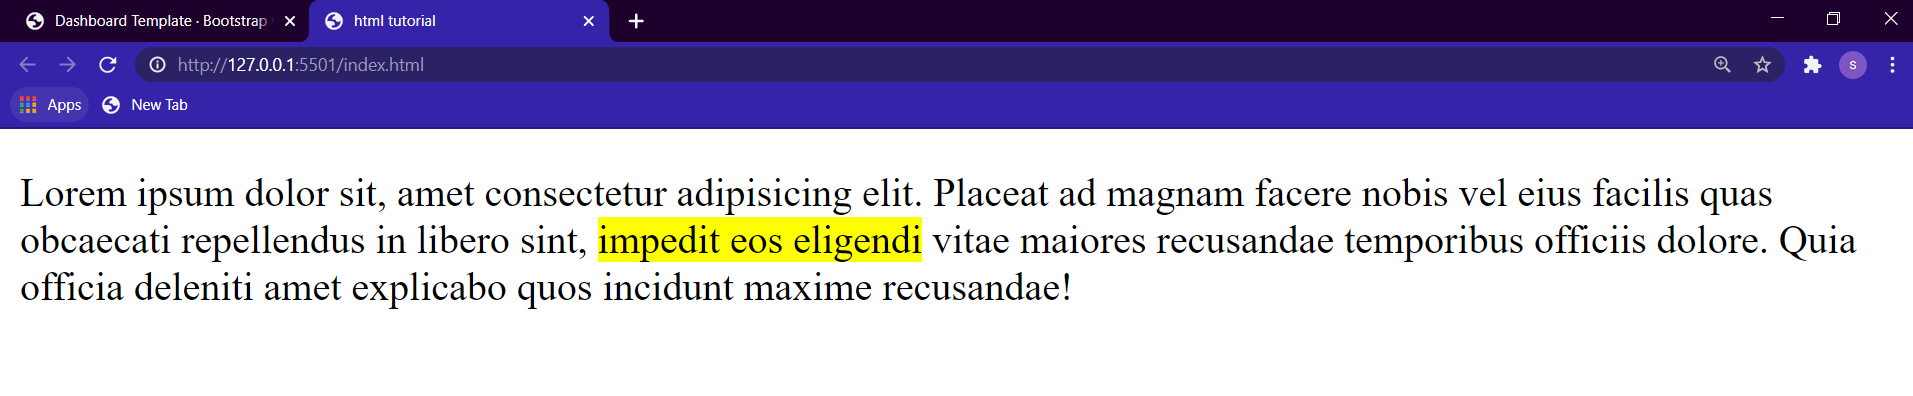 Dashboard Template · Bootstrap
html tutorial
http://127.0.0.1:5501/index.html
s
Apps
New Tab
Lorem ipsum dolor sit, amet consectetur adipisicing elit. Placeat ad magnam facere nobis vel eius facilis quas
obcaecati repellendus in libero sint, impedit eos eligendi vitae maiores recusandae temporibus officiis dolore. Quia
officia deleniti amet explicabo quos incidunt maxime recusandae!